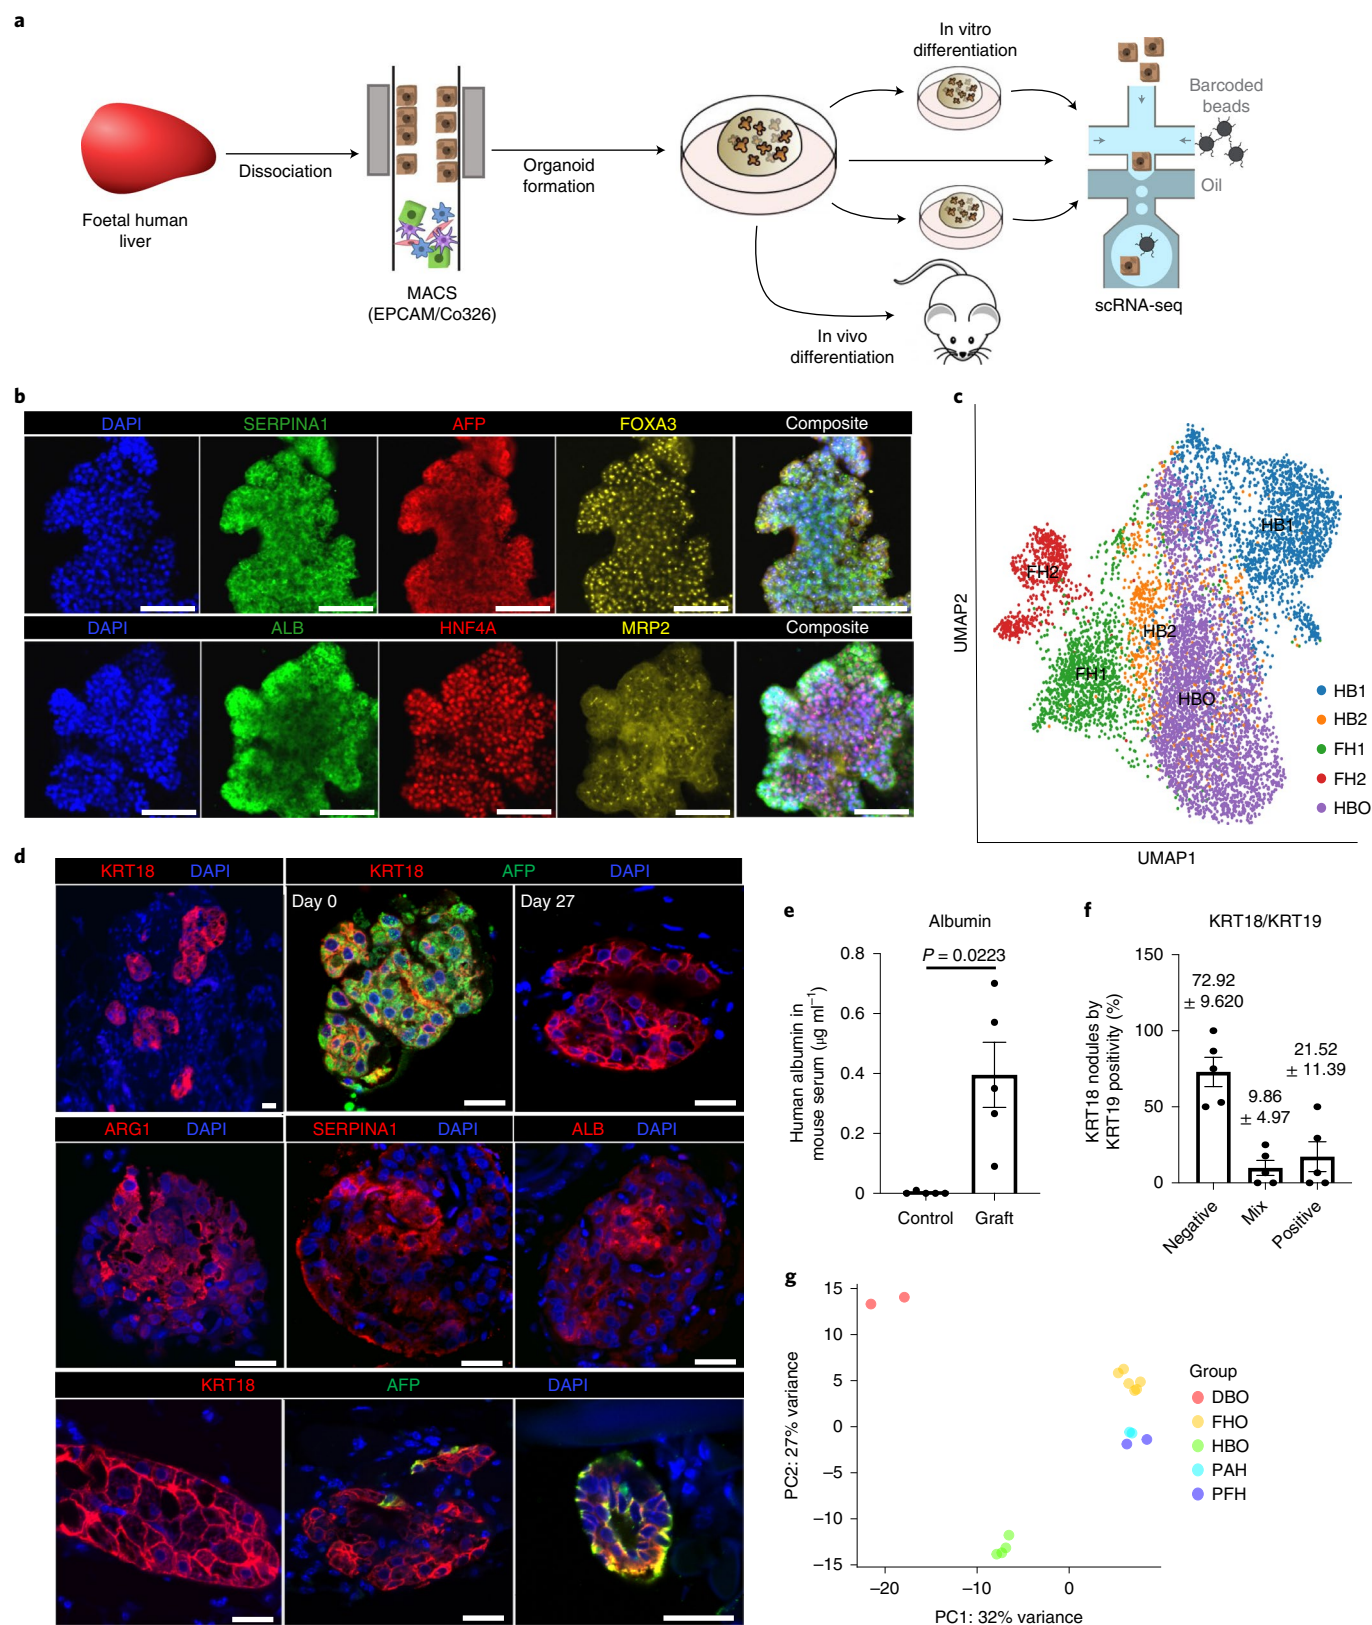 a
In vitro
differentiation
Barcoded
beads
Dissociation
Organoid
formation
Oil
Foetal human
liver
MACS
(EPCAM/Co326)
scRNA-seq
In vivo
differentiation
b
DAPI SERPINA1 AFP FOXA3 Composite
DAPI ALB HNF4A MRP2 Composite
c
UMAP2
HB1
FH2
HB2
FH1
HBO
HB1
HB2
FH1
FH2
HBO
UMAP1
d
KRT18 DAPI KRT18 AFP DAPI
Day 0 Day 27
ARG1 DAPI SERPINA1 DAPI ALB DAPI
KRT18 AFP DAPI
e
Albumin
P = 0.0223
Human albumin in
mouse serum (μg ml⁻¹)
0.8
0.6
0.4
0.2
0
Control Graft
f
KRT18/KRT19
KRT18 nodules by
KRT19 positivity (%)
150
100
50
0
72.92
± 9.620
9.86
± 4.97
21.52
± 11.39
Negative Mix Positive
g
PC2: 27% variance
15
10
5
0
−5
−10
−15
−20 −10 0
PC1: 32% variance
Group
DBO
FHO
HBO
PAH
PFH